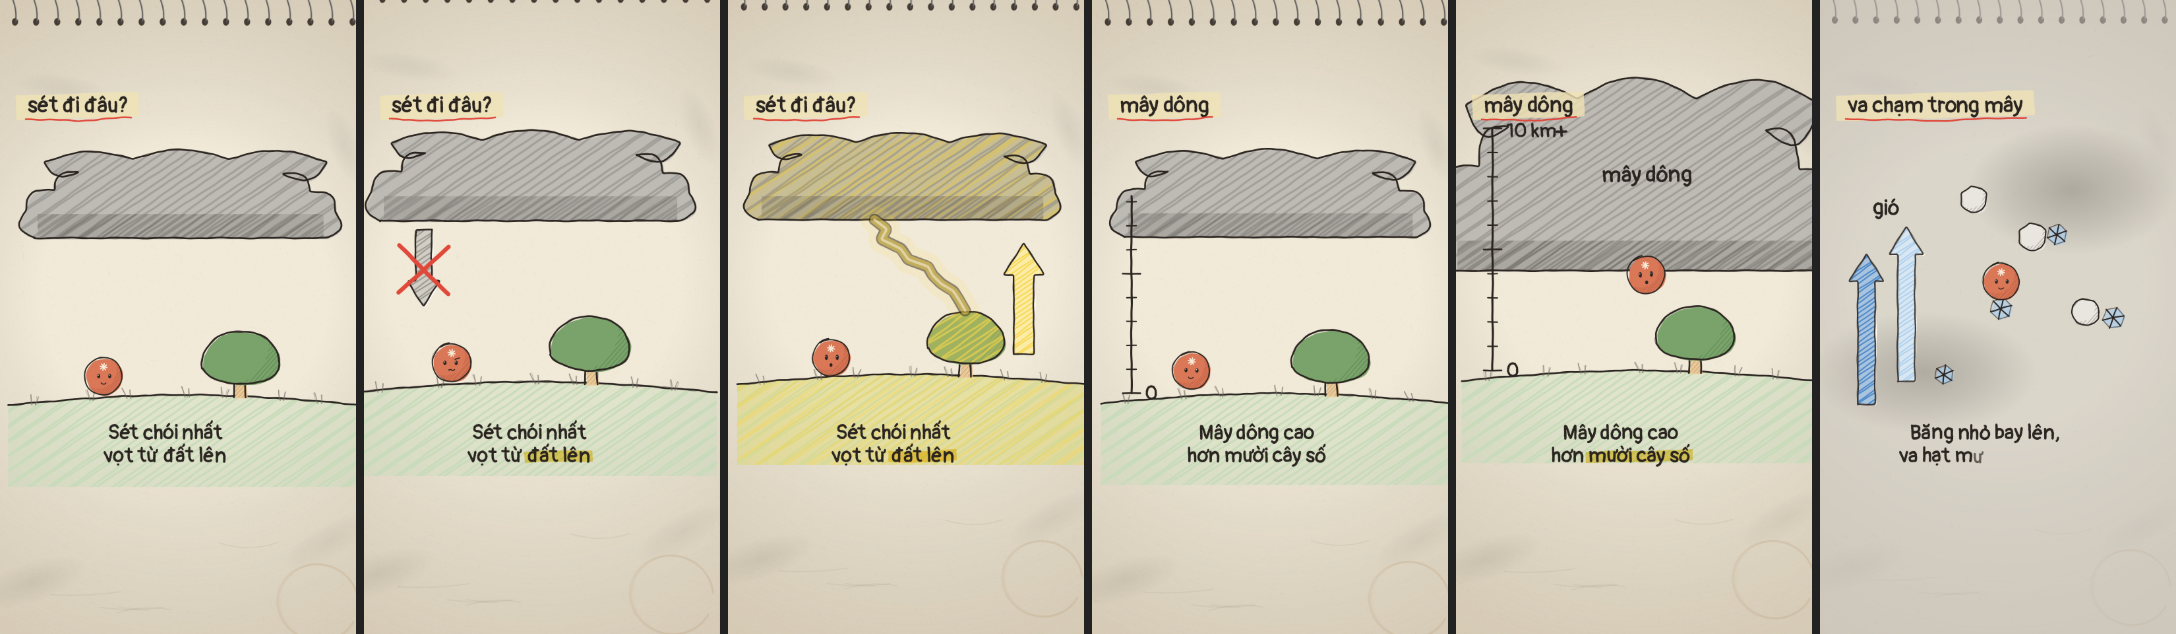 sét đi đâu?
Sét chói nhất
vọt từ đất lên
sét đi đâu?
Sét chói nhất
vọt từ đất lên
sét đi đâu?
Sét chói nhất
vọt từ đất lên
mây dông
0
Mây dông cao
hơn mười cây số
mây dông
10 km+
mây dông
0
Mây dông cao
hơn mười cây số
va chạm trong mây
gió
Băng nhỏ bay lên,
va hạt mư